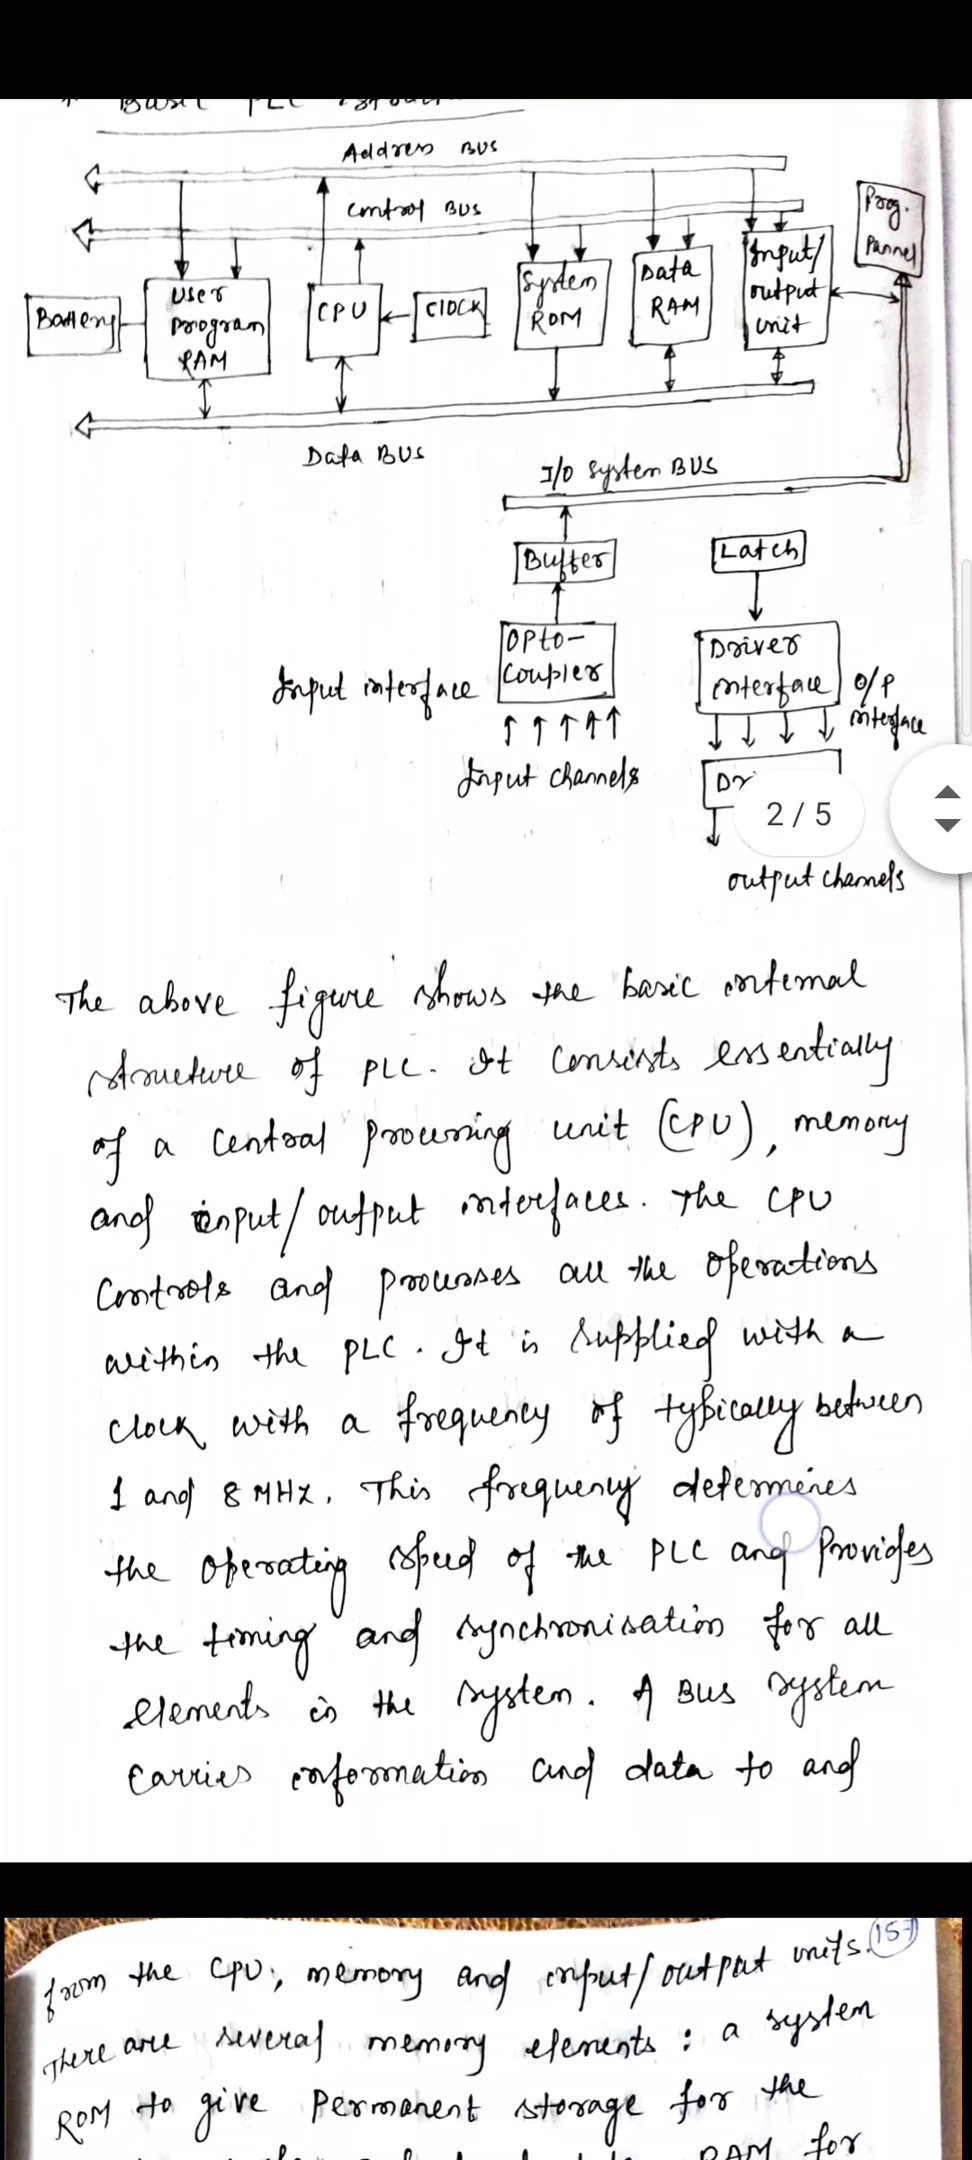 Basic PLC
Address BUS
Control BUS
Prog.
Pannel
Battery
User
Program
RAM
CPU
CLOCK
System
ROM
Data
RAM
Input/
output
unit
Data BUS
I/O System BUS
Buffer
Latch
Opto-
Coupler
Driver
interface
Input interface
O/P
interface
Input channels
Dr
2 / 5
output channels
The above figure shows the basic internal
structure of PLC. It consists essentially
of a central processing unit (CPU), memory
and input/output interfaces. The CPU
Controls and processes all the operations
within the PLC. It is supplied with a
clock with a frequency of typically between
1 and 8 MHz. This frequency determines
the operating speed of the PLC and Provides
the timing and synchronisation for all
elements in the system. A Bus system
carries information and data to and
from the CPU, memory and input/output units.
157
There are several memory elements: a system
ROM to give Permanent storage for the
RAM for